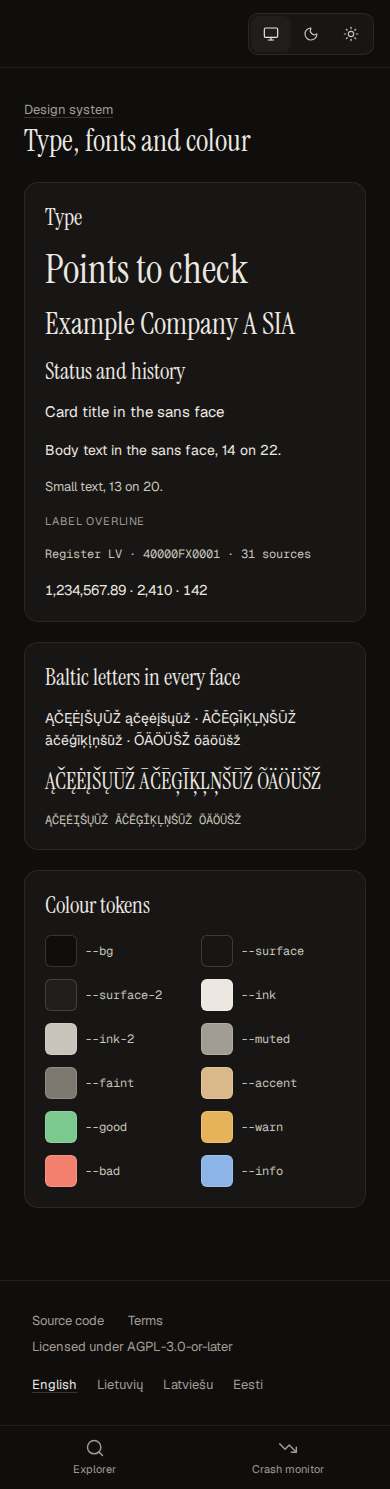 Design system
Type, fonts and colour
Type
Points to check
Example Company A SIA
Status and history
Card title in the sans face
Body text in the sans face, 14 on 22.
Small text, 13 on 20.
LABEL OVERLINE
Register LV · 40000FX0001 · 31 sources
1,234,567.89 · 2,410 · 142
Baltic letters in every face
ĄČĘĖĮŠŲŪŽ ąčęėįšųūž · ĀČĒĢĪĶĻŅŠŪŽ
āčēģīķļņšūž · ÕÄÖÜŠŽ õäöüšž
ĄČĘĖĮŠŲŪŽ ĀČĒĢĪĶĻŅŠŪŽ ÕÄÖÜŠŽ
ĄČĘĖĮŠŲŪŽ ĀČĒĢĪĶĻŅŠŪŽ ÕÄÖÜŠŽ
Colour tokens
--bg
--surface
--surface-2
--ink
--ink-2
--muted
--faint
--accent
--good
--warn
--bad
--info
Source code Terms
Licensed under AGPL-3.0-or-later
English Lietuvių Latviešu Eesti
Explorer
Crash monitor